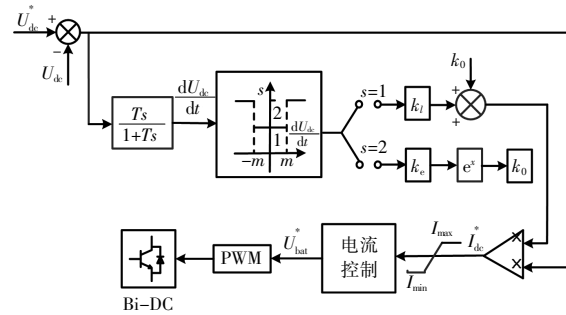 U*dc
+
−
Udc
Ts
1+Ts
dUdc
dt
s
2
1
dUdc
dt
−m
m
s=1
s=2
kl
k0
+
+
ke
ex
k0
Bi-DC
PWM
U*bat
电流
控制
Imax
Imin
I*dc
×
×